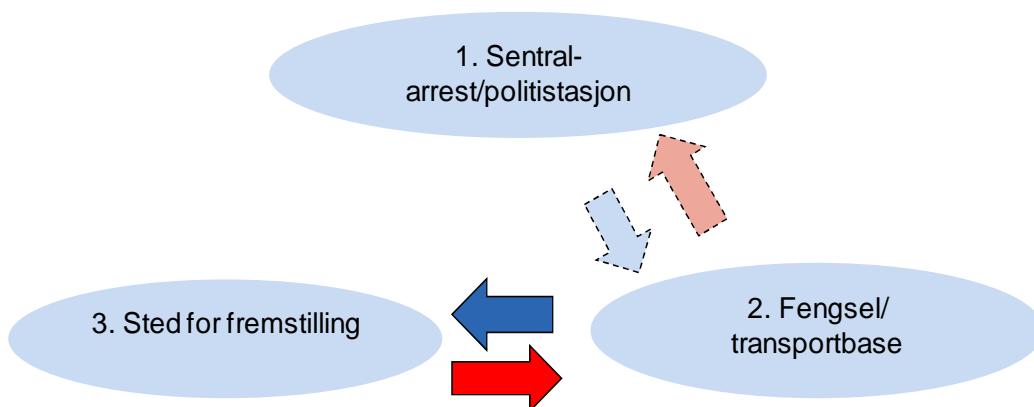 1. Sentral-
arrest/politistasjon
3. Sted for fremstilling
2. Fengsel/
transportbase